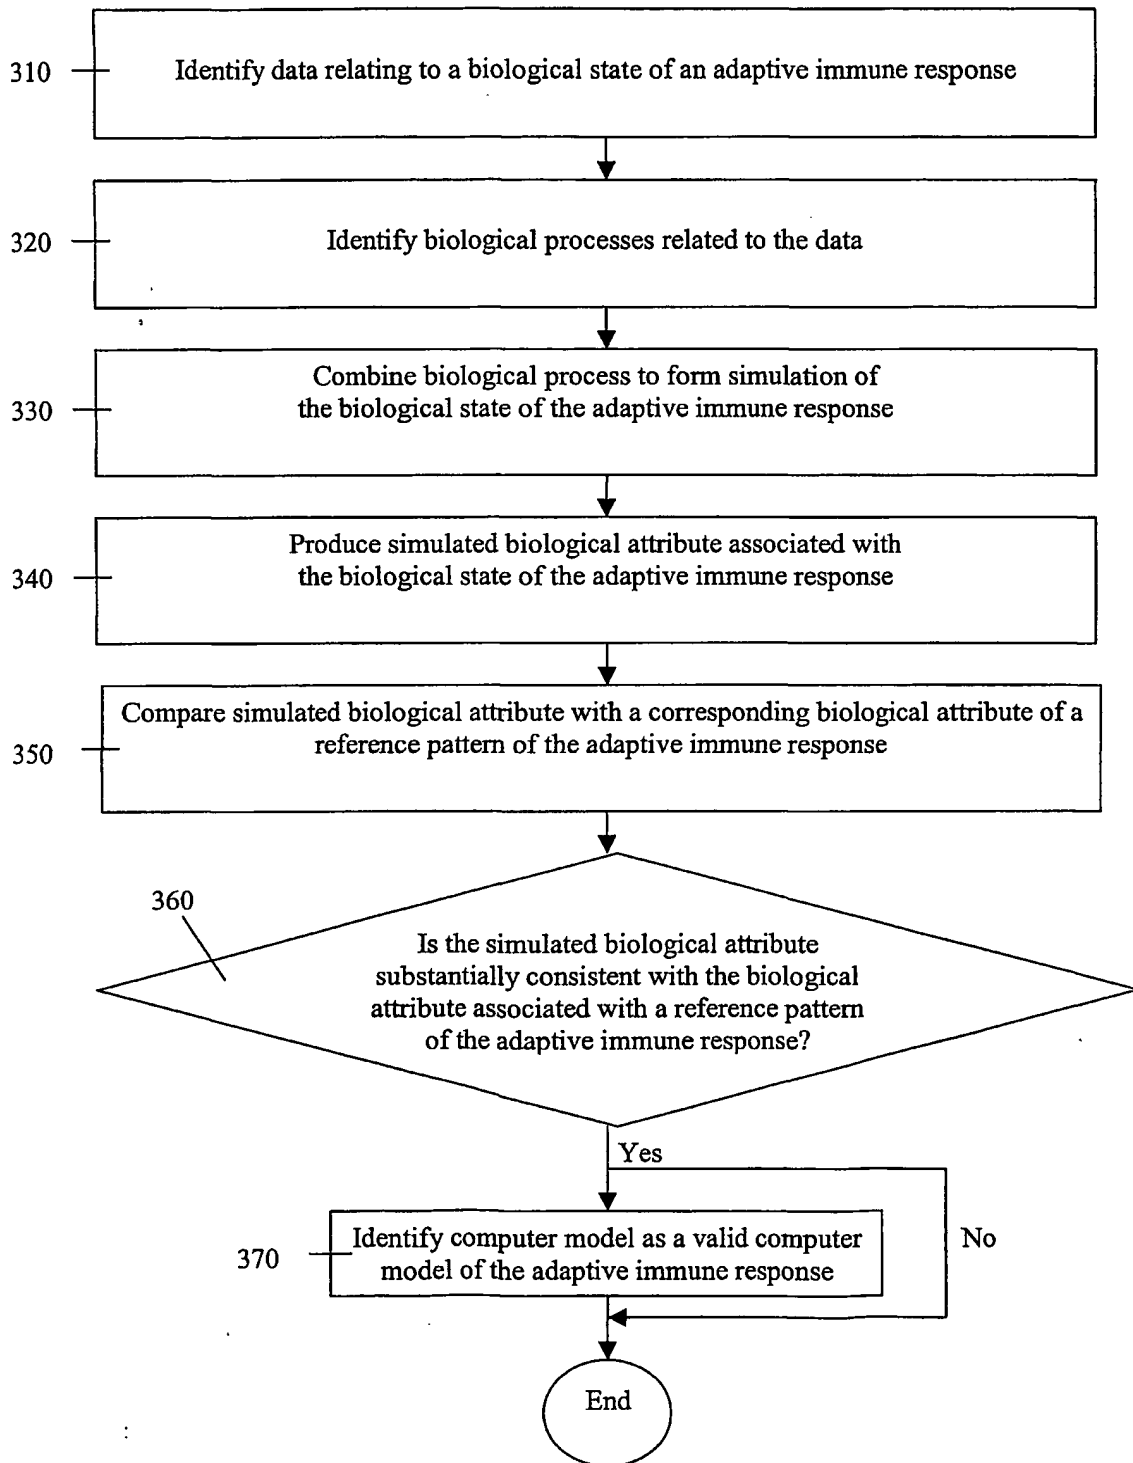 310
Identify data relating to a biological state of an adaptive immune response
320
Identify biological processes related to the data
330
Combine biological process to form simulation of
the biological state of the adaptive immune response
340
Produce simulated biological attribute associated with
the biological state of the adaptive immune response
350
Compare simulated biological attribute with a corresponding biological attribute of a
reference pattern of the adaptive immune response
360
Is the simulated biological attribute
substantially consistent with the biological
attribute associated with a reference pattern
of the adaptive immune response?
Yes
No
370
Identify computer model as a valid computer
model of the adaptive immune response
End